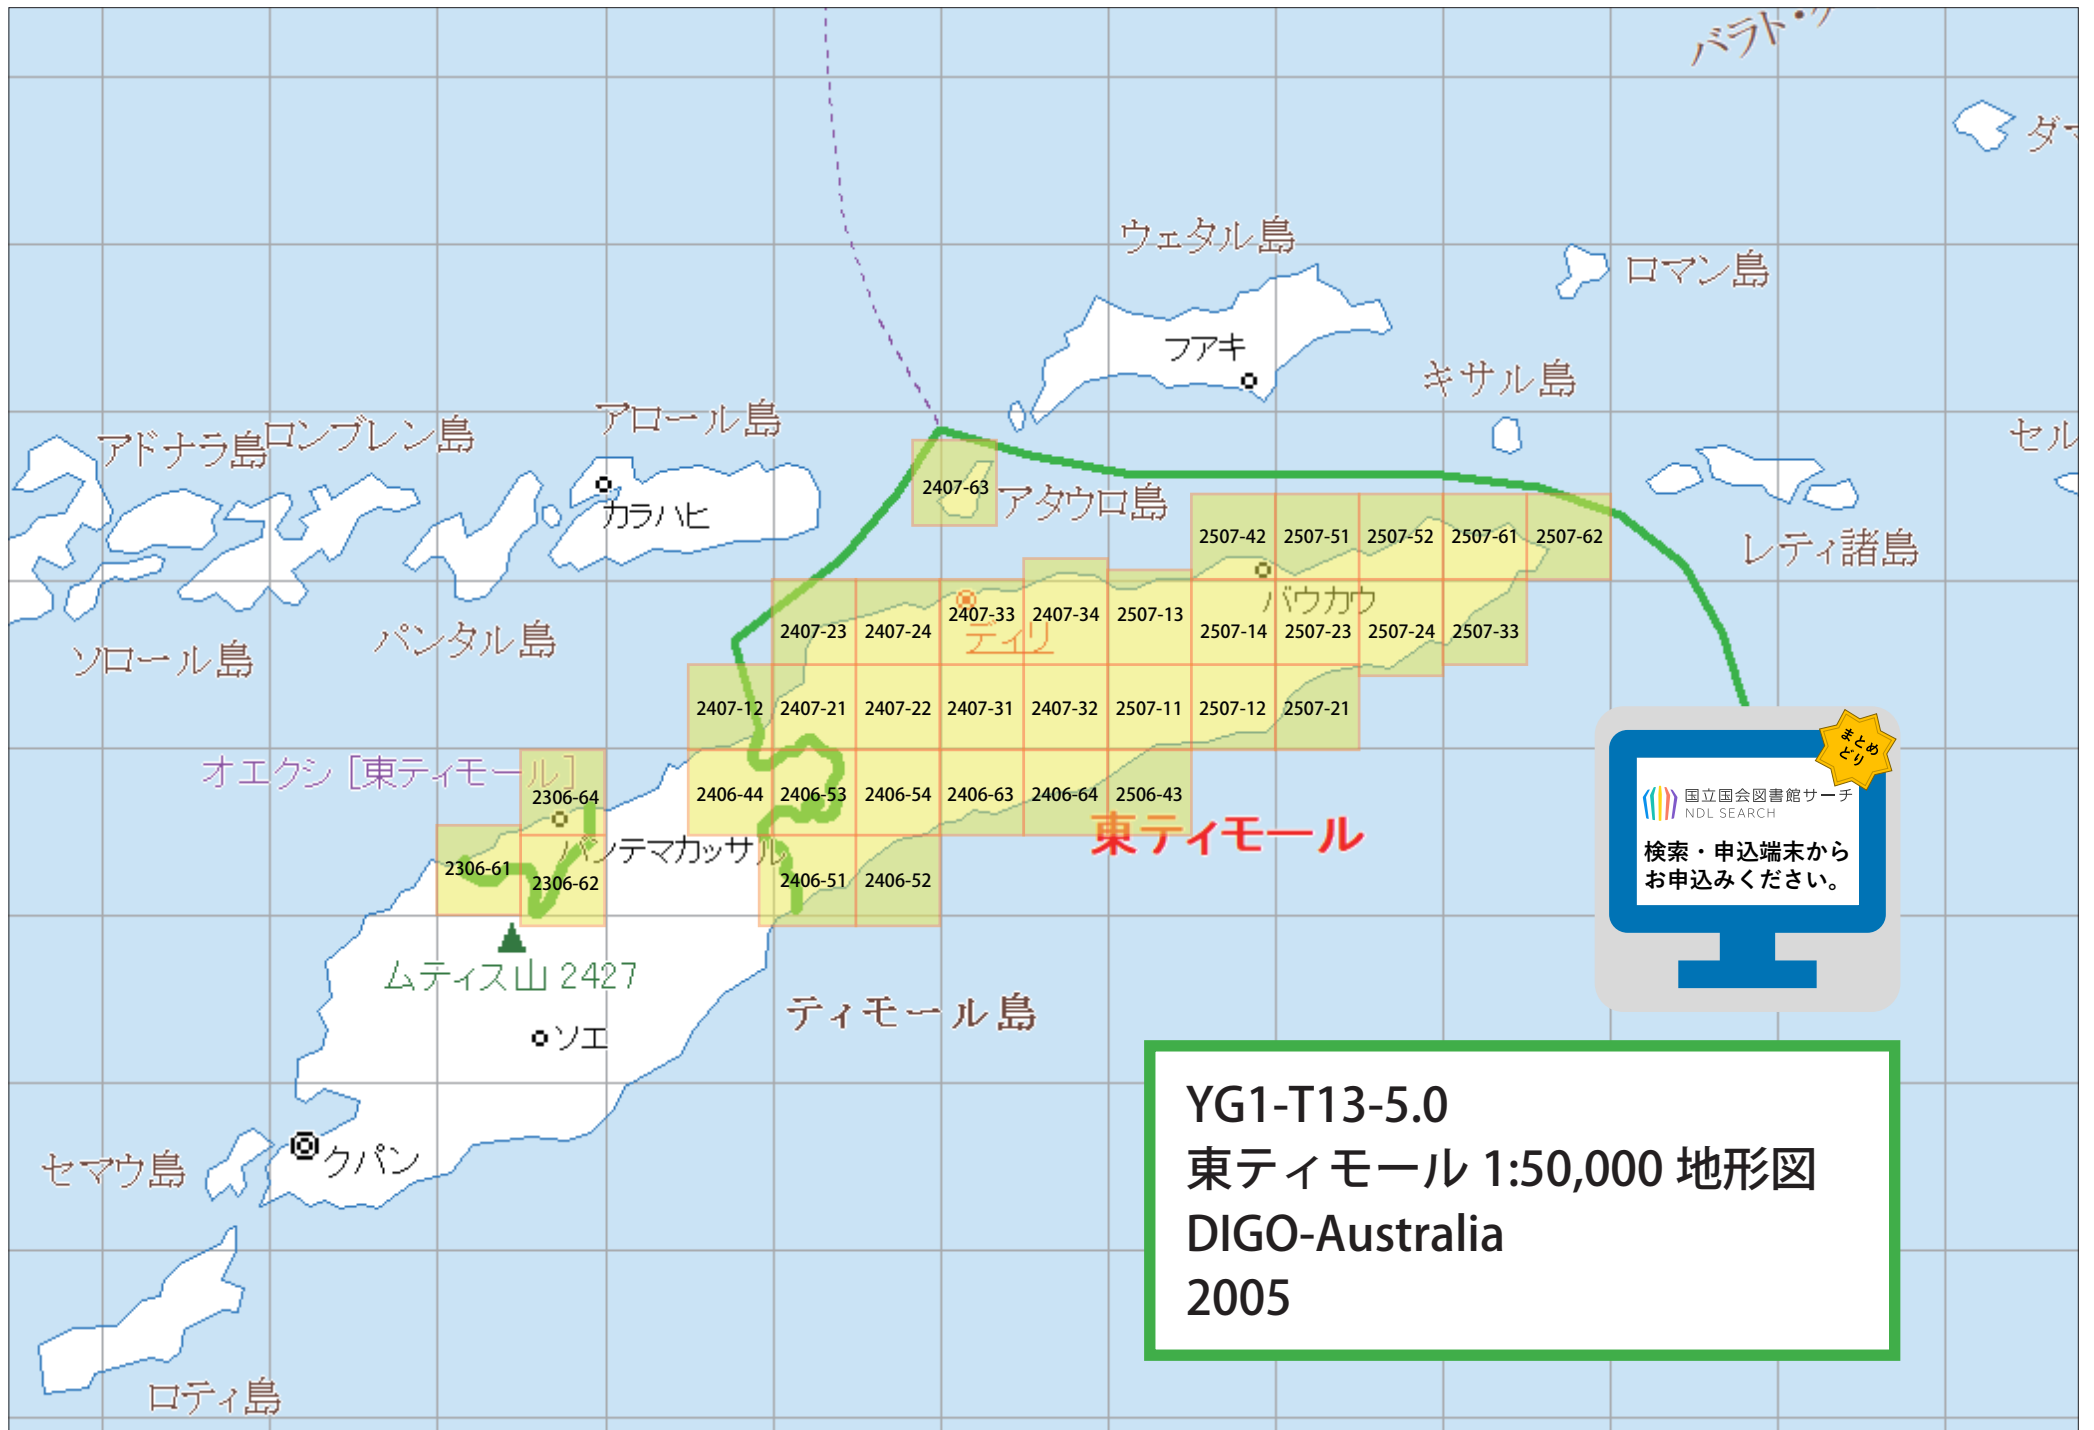 バラト・
ダ
ウェタル島
ロマン島
フアキ
キサル島
アロール島
ロンブレン島
アドナラ島
セル
2407-63
アタウロ島
カラハヒ
2507-42
2507-51
2507-52
2507-61
2507-62
レティ諸島
バウカウ
2407-23
2407-24
2407-33
2407-34
2507-13
2507-14
2507-23
2507-24
2507-33
ディリ
パンタル島
ソロール島
2407-12
2407-21
2407-22
2407-31
2407-32
2507-11
2507-12
2507-21
オエクシ [東ティモール]
2306-64
2406-44
2406-53
2406-54
2406-63
2406-64
2506-43
東ティモール
パンテマカッサル
2306-61
2306-62
2406-51
2406-52
ムティス山 2427
ティモール島
ソエ
クパン
セマウ島
ロティ島
まとめ
どり
国立国会図書館サーチ
NDL SEARCH
検索・申込端末から
お申込みください。
YG1-T13-5.0
東ティモール 1:50,000 地形図
DIGO-Australia
2005